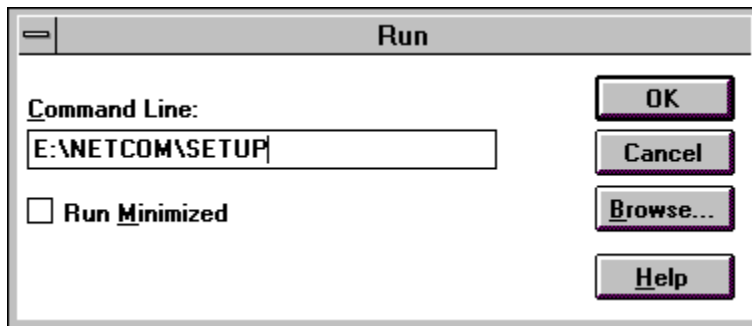 Run
Command Line:
E:\NETCOM\SETUP
Run Minimized
OK
Cancel
Browse...
Help